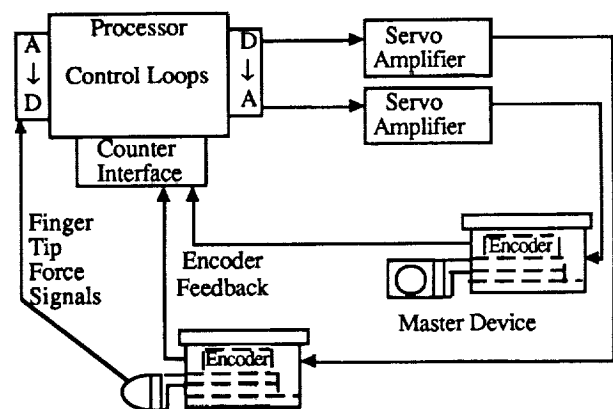 Processor
Control Loops
A
↓
D
D
↓
A
Servo
Amplifier
Servo
Amplifier
Counter
Interface
Finger
Tip
Force
Signals
Encoder
Feedback
Encoder
Master Device
Encoder